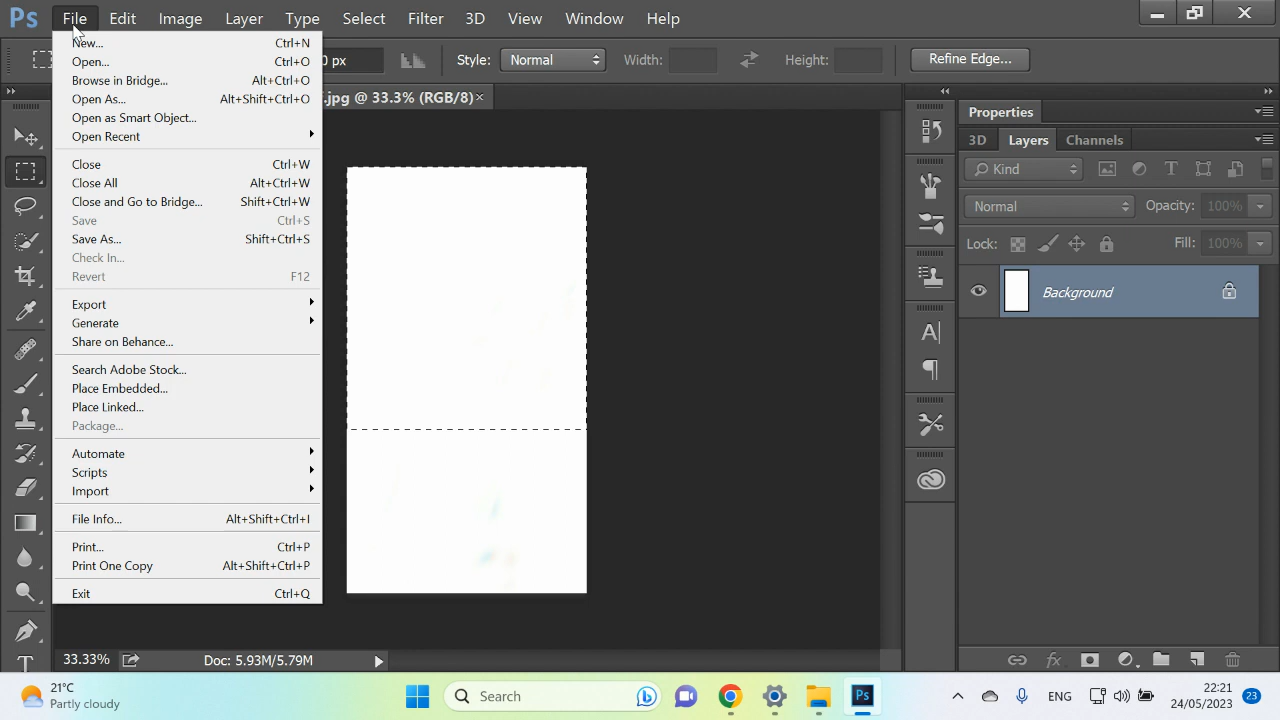 Ps File Edit Image Layer Type Select Filter 3D View Window Help
0 px Style: Normal Width: Height: Refine Edge...
.jpg @ 33.3% (RGB/8) ×
New... Ctrl+N
Open... Ctrl+O
Browse in Bridge... Alt+Ctrl+O
Open As... Alt+Shift+Ctrl+O
Open as Smart Object...
Open Recent
Close Ctrl+W
Close All Alt+Ctrl+W
Close and Go to Bridge... Shift+Ctrl+W
Save Ctrl+S
Save As... Shift+Ctrl+S
Check In...
Revert F12
Export
Generate
Share on Behance...
Search Adobe Stock...
Place Embedded...
Place Linked...
Package...
Automate
Scripts
Import
File Info... Alt+Shift+Ctrl+I
Print... Ctrl+P
Print One Copy Alt+Shift+Ctrl+P
Exit Ctrl+Q
Properties
3D Layers Channels
Kind
Normal Opacity: 100%
Lock: Fill: 100%
Background
33.33% Doc: 5.93M/5.79M
21°C
Partly cloudy
Search
Ps
ENG
22:21
24/05/2023
23